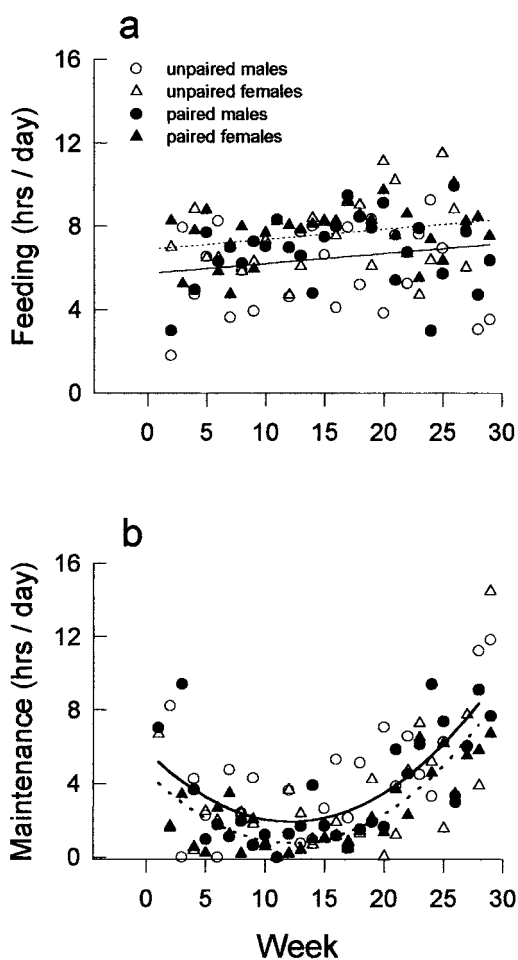 a
16
unpaired males
unpaired females
12
paired males
paired females
Feeding (hrs / day)
8
4
0
0 5 10 15 20 25 30
b
16
12
Maintenance (hrs / day)
8
4
0
0 5 10 15 20 25 30
Week